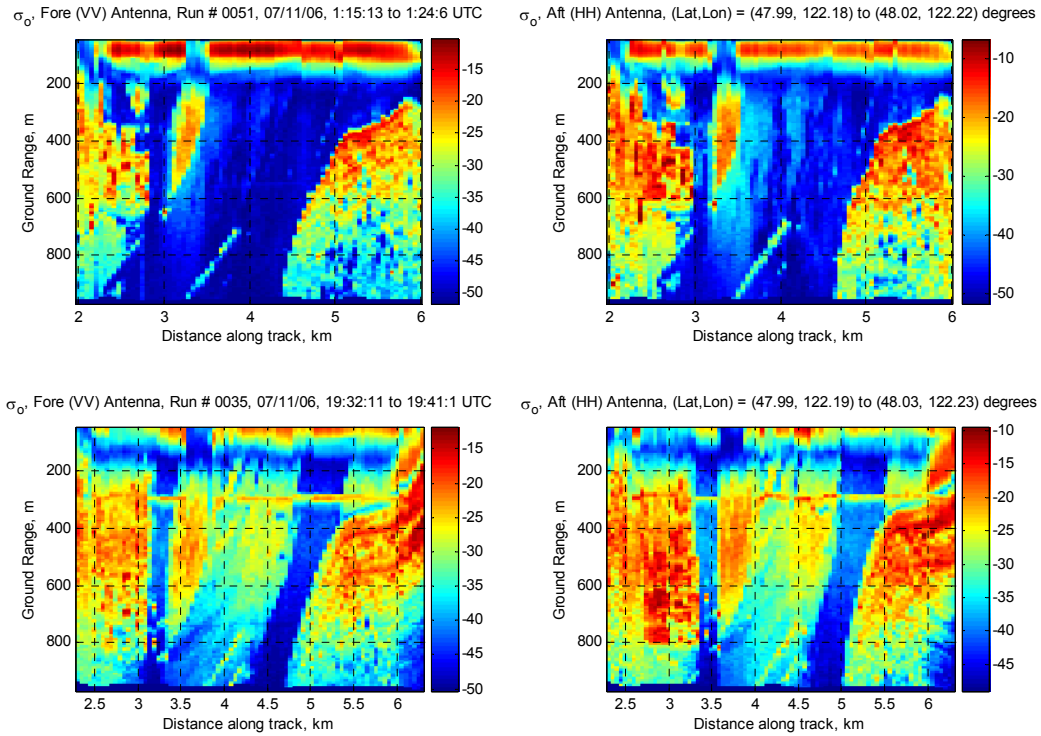 σo, Fore (VV) Antenna, Run # 0051, 07/11/06, 1:15:13 to 1:24:6 UTC
200
400
600
800
Ground Range, m
2 3 4 5 6
Distance along track, km
-15
-20
-25
-30
-35
-40
-45
-50
σo, Aft (HH) Antenna, (Lat,Lon) = (47.99, 122.18) to (48.02, 122.22) degrees
200
400
600
800
Ground Range, m
2 3 4 5 6
Distance along track, km
-10
-20
-30
-40
-50
σo, Fore (VV) Antenna, Run # 0035, 07/11/06, 19:32:11 to 19:41:1 UTC
200
400
600
800
Ground Range, m
2.5 3 3.5 4 4.5 5 5.5 6
Distance along track, km
-15
-20
-25
-30
-35
-40
-45
-50
σo, Aft (HH) Antenna, (Lat,Lon) = (47.99, 122.19) to (48.03, 122.23) degrees
200
400
600
800
Ground Range, m
2.5 3 3.5 4 4.5 5 5.5 6
Distance along track, km
-10
-15
-20
-25
-30
-35
-40
-45